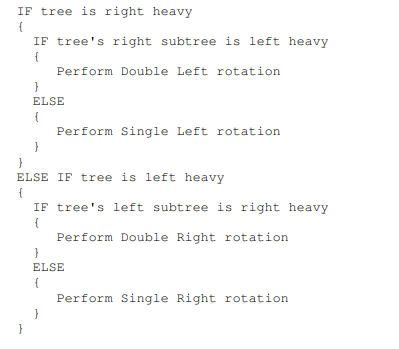 IF tree is right heavy
{
  IF tree's right subtree is left heavy
  {
     Perform Double Left rotation
  }
  ELSE
  {
     Perform Single Left rotation
  }
}
ELSE IF tree is left heavy
{
  IF tree's left subtree is right heavy
  {
     Perform Double Right rotation
  }
  ELSE
  {
     Perform Single Right rotation
  }
}